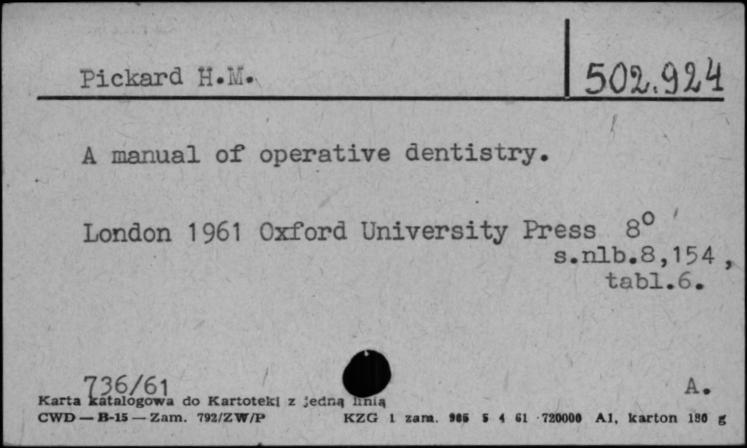 Pickard H.M.
502.924
A manual of operative dentistry.
London 1961 Oxford University Press 8°
s.nlb.8,154,
tabl.6.
736/61
A.
Karta katalogowa do Kartoteki z jedną linią
CWD — B-15 — Zam. 792/ZW/P KZG 1 zam. 985 5 4 61 720000 A1, karton 180 g